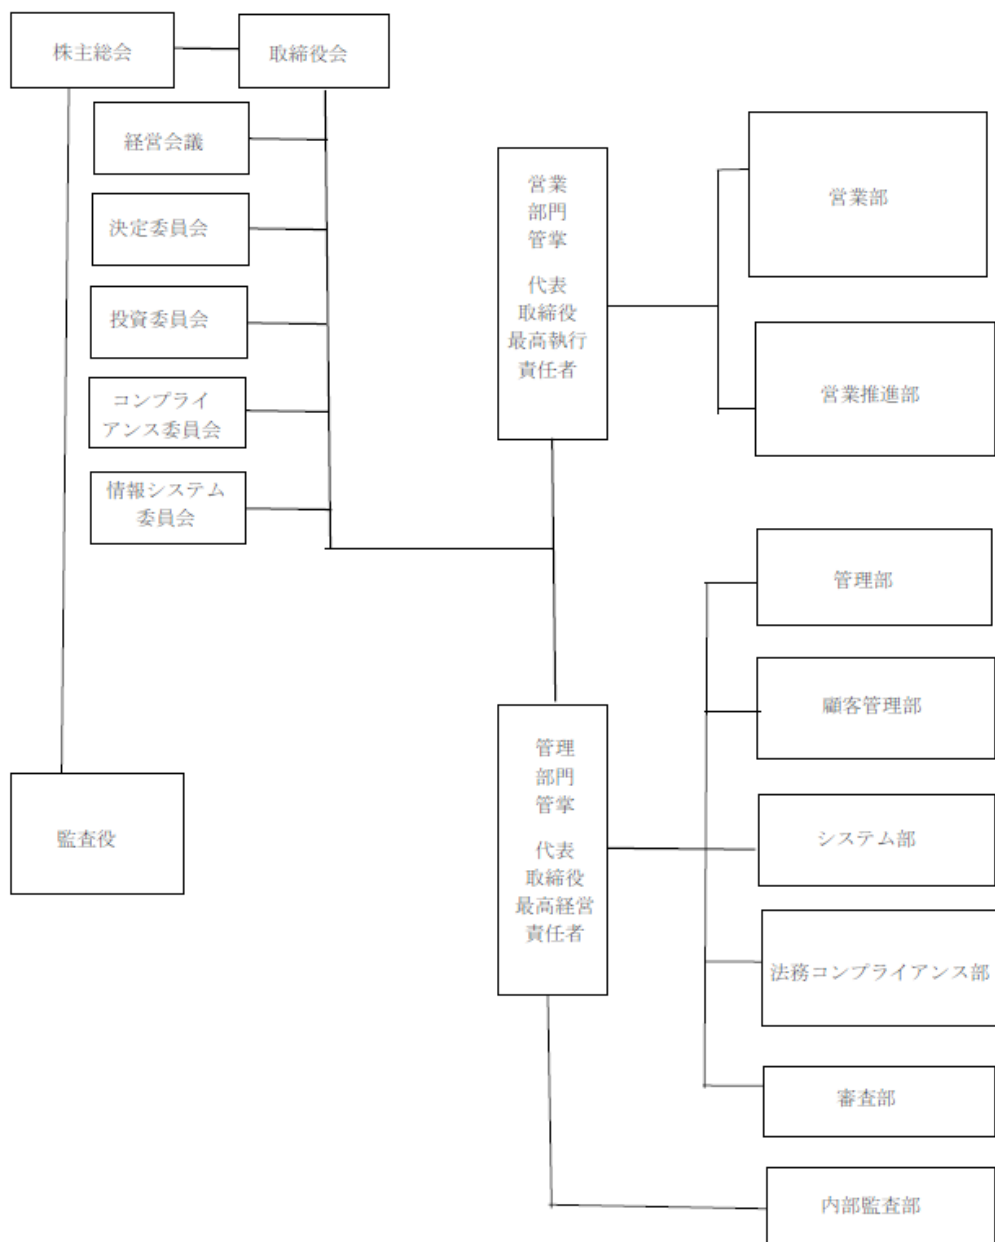 株主総会
取締役会
経営会議
決定委員会
投資委員会
コンプライ
アンス委員会
情報システム
委員会
監査役
営業
部門
管掌
代表
取締役
最高執行
責任者
営業部
営業推進部
管理
部門
管掌
代表
取締役
最高経営
責任者
管理部
顧客管理部
システム部
法務コンプライアンス部
審査部
内部監査部